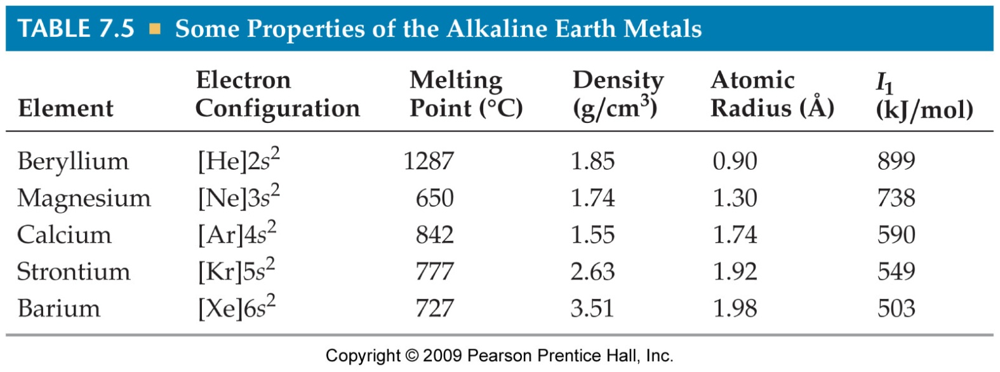 TABLE 7.5 ■ Some Properties of the Alkaline Earth Metals
Element Electron Configuration Melting Point (°C) Density (g/cm³) Atomic Radius (Å) I₁ (kJ/mol)
Beryllium [He]2s² 1287 1.85 0.90 899
Magnesium [Ne]3s² 650 1.74 1.30 738
Calcium [Ar]4s² 842 1.55 1.74 590
Strontium [Kr]5s² 777 2.63 1.92 549
Barium [Xe]6s² 727 3.51 1.98 503
Copyright © 2009 Pearson Prentice Hall, Inc.